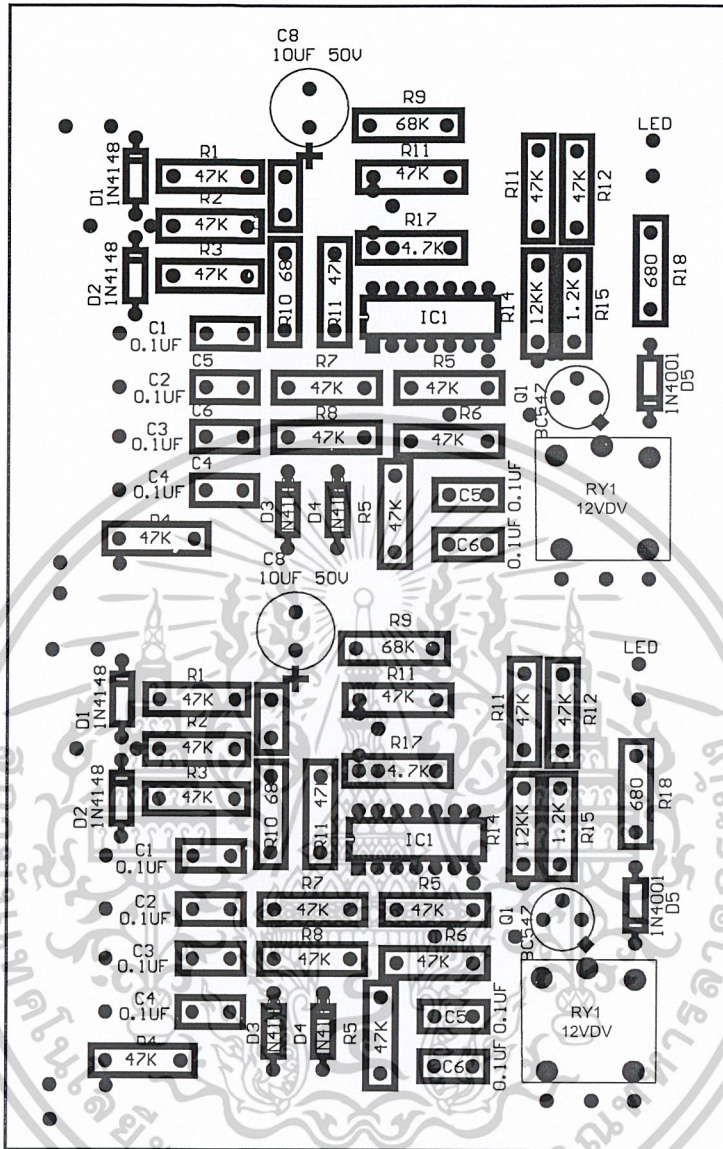 C8
10UF 50V
R9
68K
LED
R1
47K
R11
47K
R11
47K
47K
R12
D1
1N4148
R2
47K
R17
4.7K
R3
47K
D2
1N4148
R10
68
R11
47
IC1
R14
12KK
1.2K
R15
680
R18
C1
0.1UF
C5
R7
47K
R5
47K
C2
0.1UF
C6
R8
47K
R6
47K
Q1
BC547
1N4001
D5
C3
0.1UF
C4
C4
0.1UF
D3
D4
R5
47K
C5
0.1UF
C6
0.1UF
RY1
12VDV
47K
C8
10UF 50V
R9
68K
LED
R1
47K
R11
47K
R11
47K
47K
R12
D1
1N4148
R2
47K
R17
4.7K
R3
47K
D2
1N4148
R10
68
R11
47
IC1
R14
12KK
1.2K
R15
680
R18
C1
0.1UF
R7
47K
R5
47K
C2
0.1UF
R8
47K
R6
47K
Q1
BC547
1N4001
D5
C3
0.1UF
C4
0.1UF
D3
D4
R5
47K
C5
0.1UF
C6
0.1UF
RY1
12VDV
47K